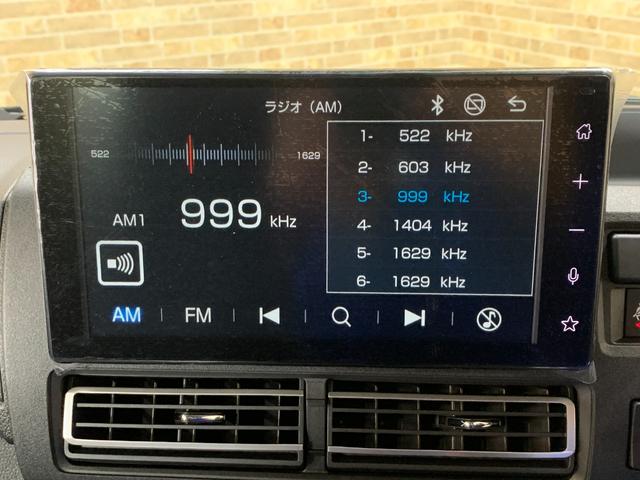 ラジオ（AM）
522
1629
AM1
999 kHz
1- 522 kHz
2- 603 kHz
3- 999 kHz
4- 1404 kHz
5- 1629 kHz
6- 1629 kHz
AM
FM